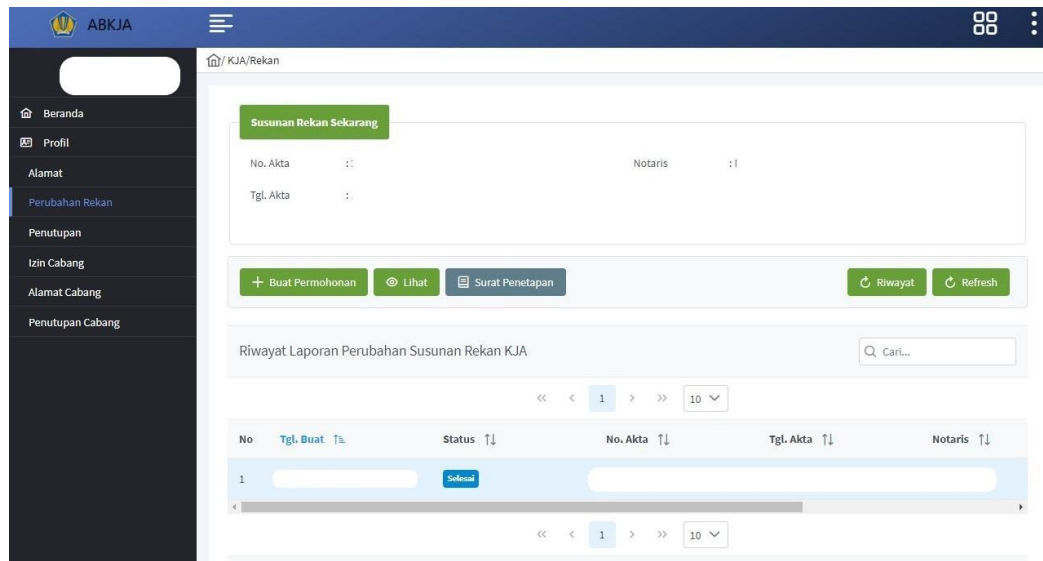 ABKJA
/ KJA/Rekan
Beranda
Profil
Alamat
Perubahan Rekan
Penutupan
Izin Cabang
Alamat Cabang
Penutupan Cabang
Susunan Rekan Sekarang
No. Akta :
Notaris :
Tgl. Akta :
+ Buat Permohonan
Lihat
Surat Penetapan
Riwayat
Refresh
Riwayat Laporan Perubahan Susunan Rekan KJA
Cari...
<< < 1 > >> 10
No Tgl. Buat Status No. Akta Tgl. Akta Notaris
1 Selesai
<< < 1 > >> 10